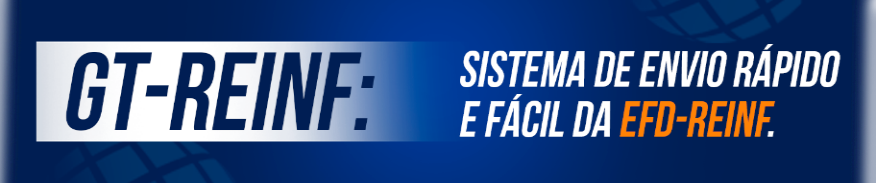 GT-REINF:
SISTEMA DE ENVIO RÁPIDO
E FÁCIL DA EFD-REINF.